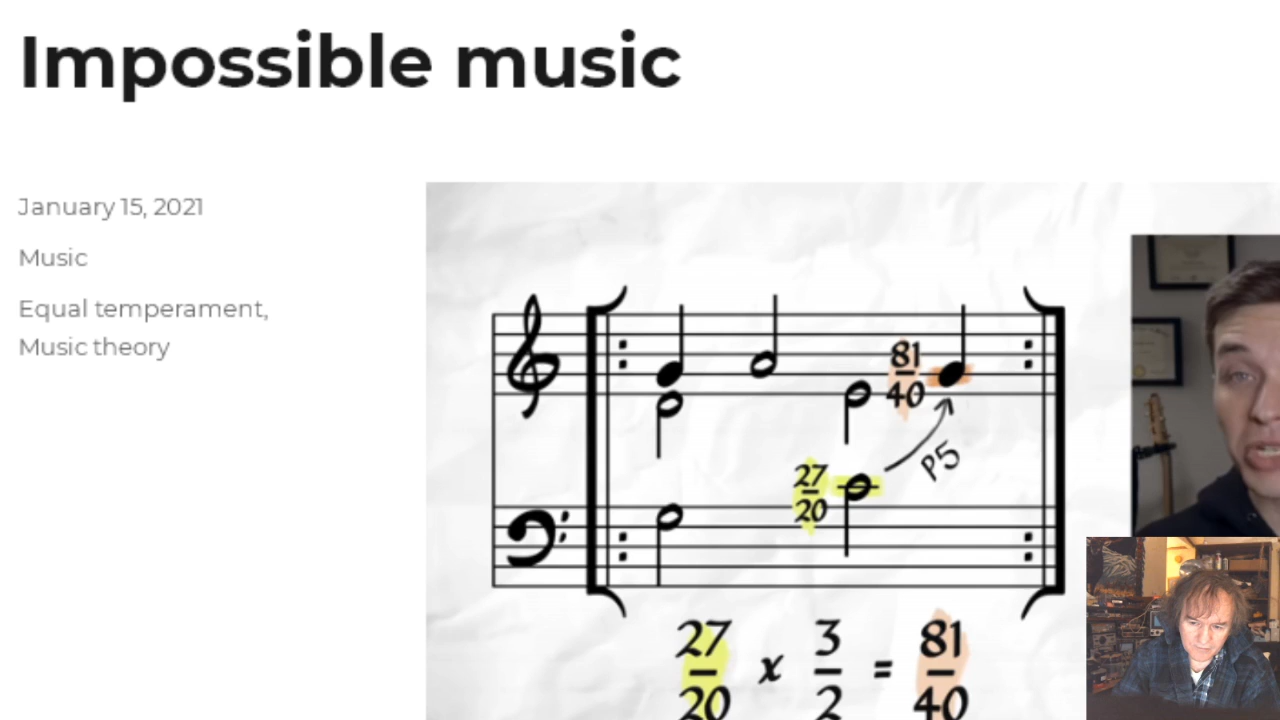 Impossible music
January 15, 2021
Music
Equal temperament,
Music theory
81
40
P5
27
20
27/20 x 3/2 = 81/40